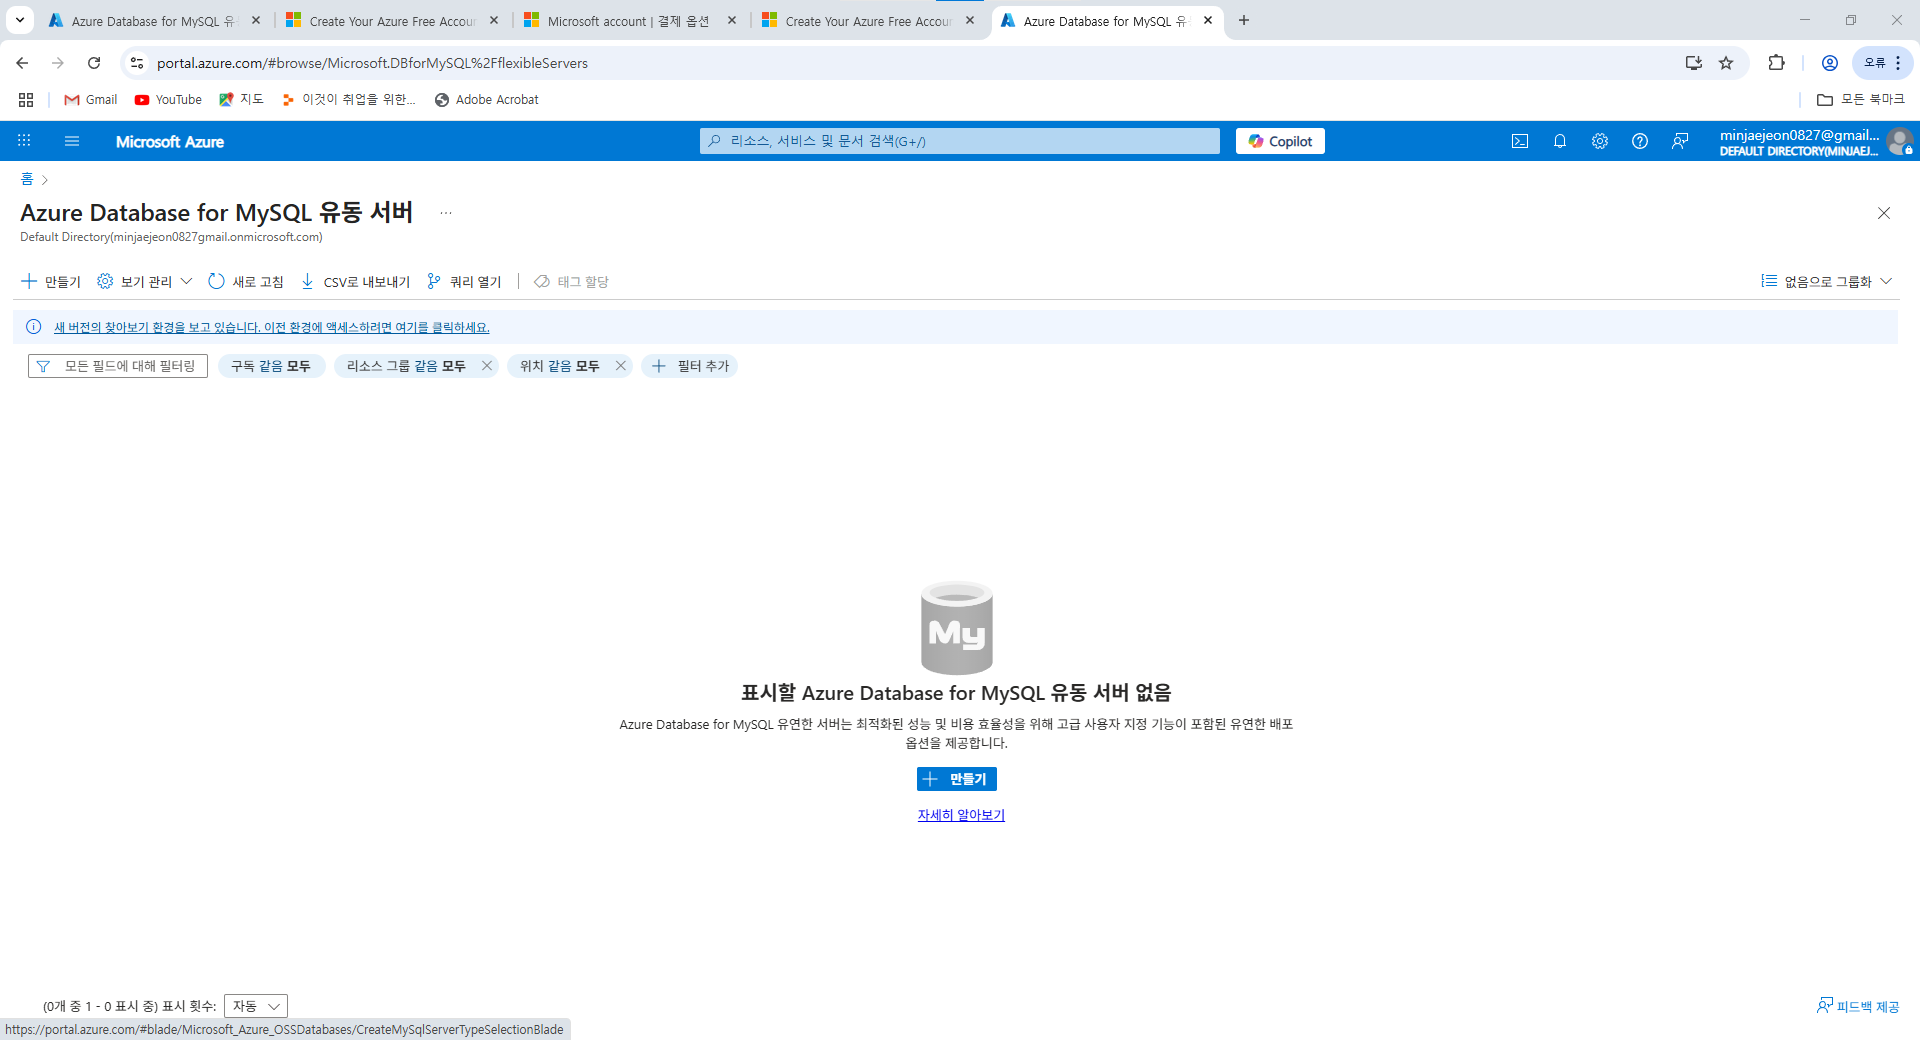 Azure Database for MySQL 유
Create Your Azure Free Accour
Microsoft account | 결제 옵션
Create Your Azure Free Accour
Azure Database for MySQL 유
portal.azure.com/#browse/Microsoft.DBforMySQL%2FflexibleServers
오류
Gmail
YouTube
지도
이것이 취업을 위한...
Adobe Acrobat
모든 북마크
Microsoft Azure
리소스, 서비스 및 문서 검색(G+/)
Copilot
minjaejeon0827@gmail...
DEFAULT DIRECTORY(MINJAEJ...
홈
Azure Database for MySQL 유동 서버 ...
Default Directory(minjaejeon0827gmail.onmicrosoft.com)
만들기
보기 관리
새로 고침
CSV로 내보내기
쿼리 열기
태그 할당
없음으로 그룹화
새 버전의 찾아보기 환경을 보고 있습니다. 이전 환경에 액세스하려면 여기를 클릭하세요.
모든 필드에 대해 필터링
구독 같음 모두
리소스 그룹 같음 모두
위치 같음 모두
필터 추가
My
표시할 Azure Database for MySQL 유동 서버 없음
Azure Database for MySQL 유연한 서버는 최적화된 성능 및 비용 효율성을 위해 고급 사용자 지정 기능이 포함된 유연한 배포
옵션을 제공합니다.
만들기
자세히 알아보기
(0개 중 1 - 0 표시 중) 표시 횟수:
자동
피드백 제공
https://portal.azure.com/#blade/Microsoft_Azure_OSSDatabases/CreateMySqlServerTypeSelectionBlade